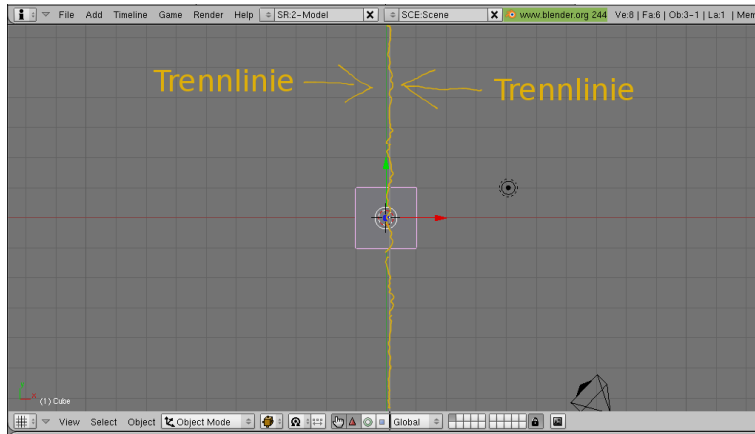 File Add Timeline Game Render Help SR:2-Model SCE:Scene www.blender.org 244 Ve:8 | Fa:6 | Ob:3-1 | La:1 | Mem
Trennlinie Trennlinie
x
(1) Cube
View Select Object Object Mode Global